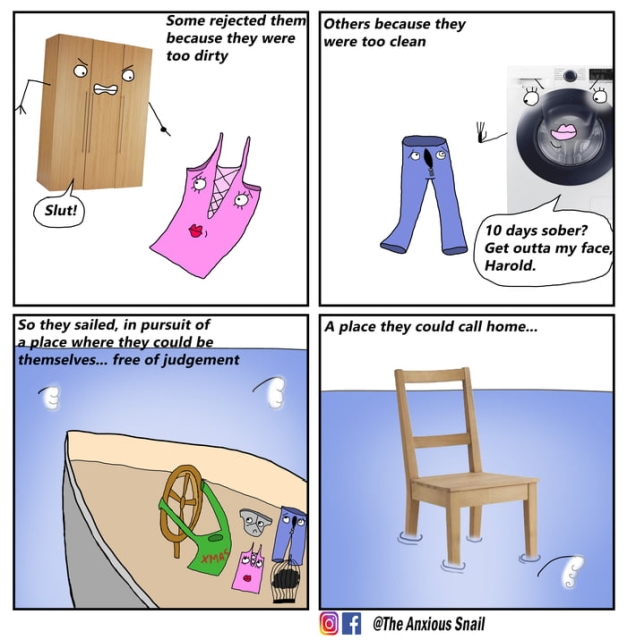 Some rejected them
because they were
too dirty
Slut!
Others because they
were too clean
10 days sober?
Get outta my face,
Harold.
So they sailed, in pursuit of
a place where they could be
themselves... free of judgement
XMAS
A place they could call home...
@The Anxious Snail